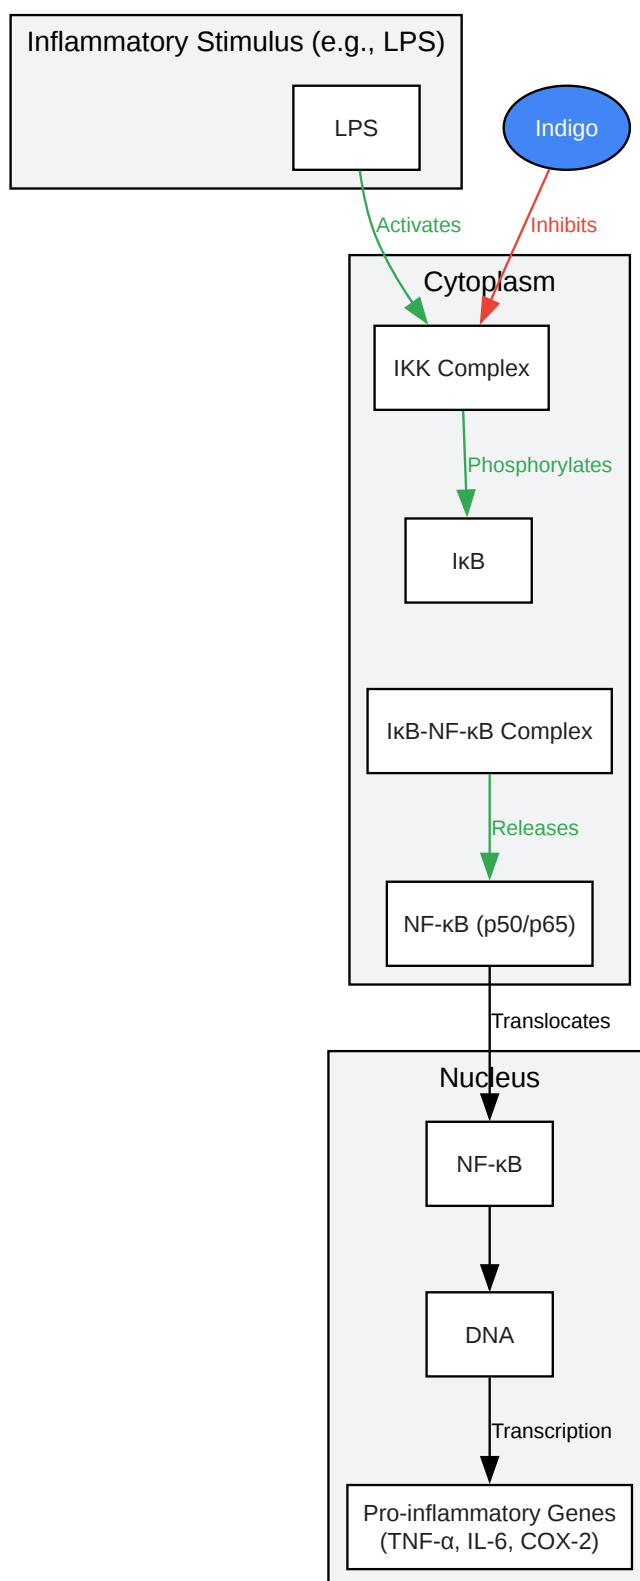 Inflammatory Stimulus (e.g., LPS)
LPS
Indigo
Activates
Inhibits
Cytoplasm
IKK Complex
Phosphorylates
IκB
IκB-NF-κB Complex
Releases
NF-κB (p50/p65)
Translocates
Nucleus
NF-κB
DNA
Transcription
Pro-inflammatory Genes
(TNF-α, IL-6, COX-2)